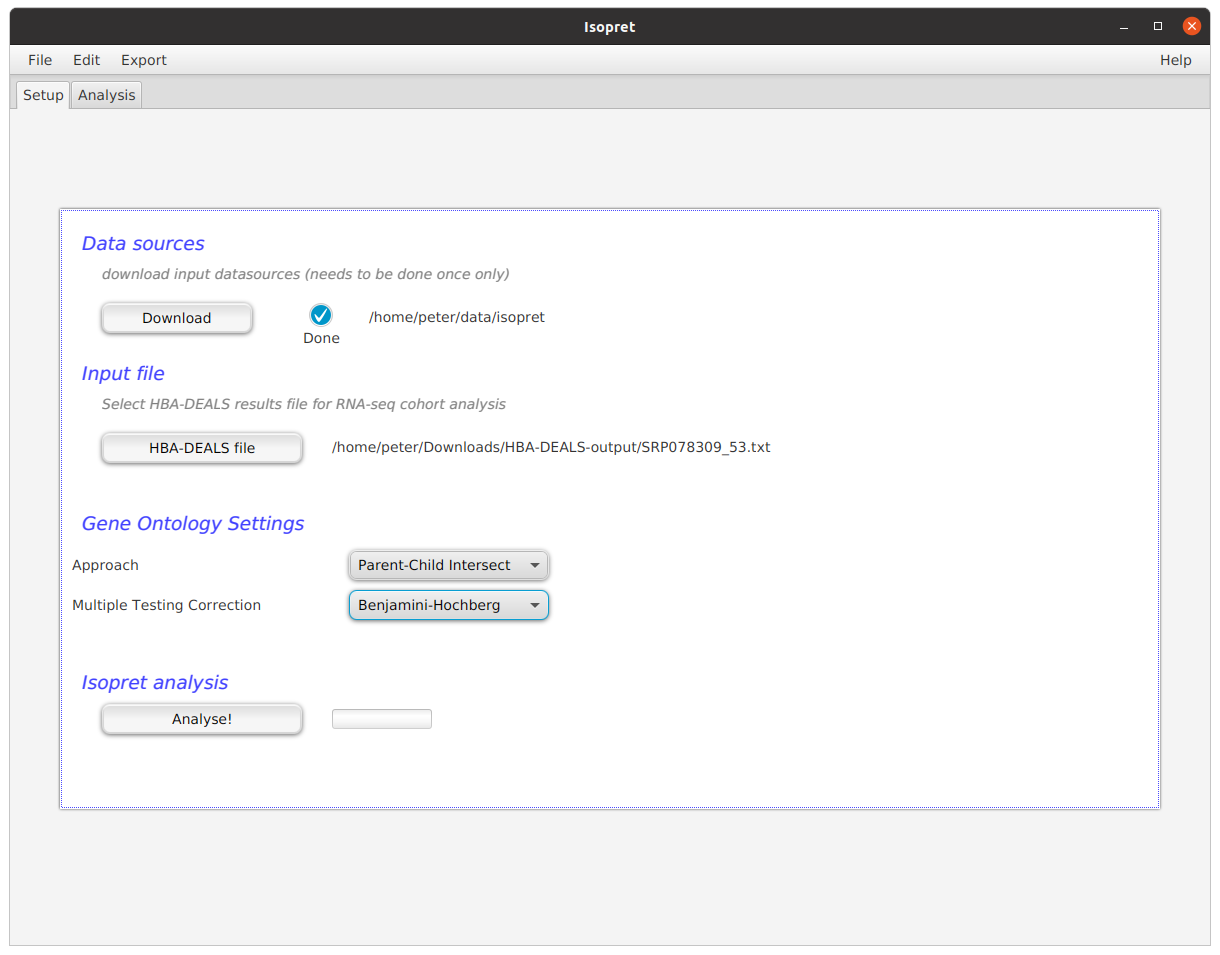 Isopret
File Edit Export Help
Setup Analysis
Data sources
download input datasources (needs to be done once only)
Download /home/peter/data/isopret
Done
Input file
Select HBA-DEALS results file for RNA-seq cohort analysis
HBA-DEALS file /home/peter/Downloads/HBA-DEALS-output/SRP078309_53.txt
Gene Ontology Settings
Approach Parent-Child Intersect
Multiple Testing Correction Benjamini-Hochberg
Isopret analysis
Analyse!